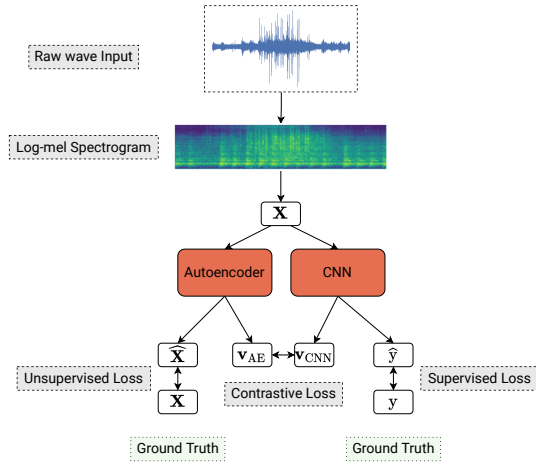 Raw wave Input
Log-mel Spectrogram
X
Autoencoder CNN
X̂ v_AE v_CNN ŷ
Unsupervised Loss Contrastive Loss Supervised Loss
X y
Ground Truth Ground Truth